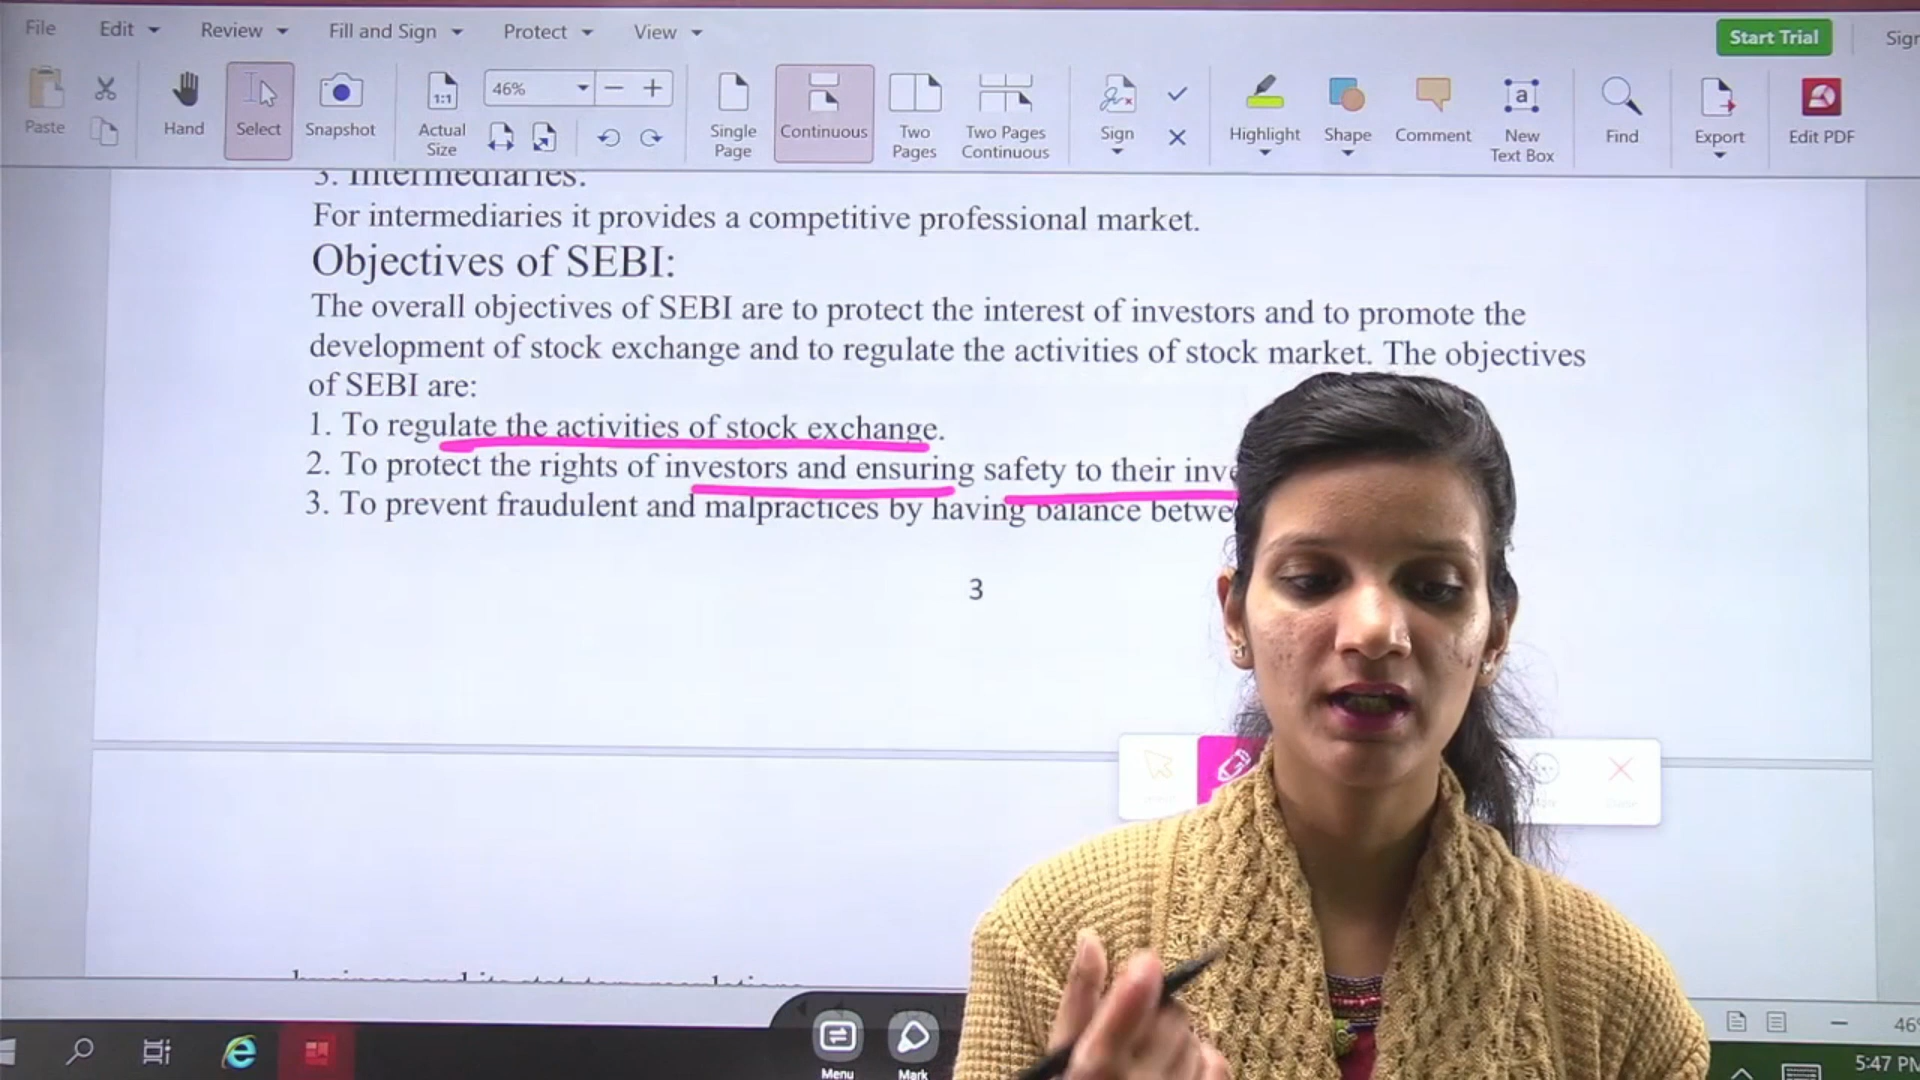 File Edit Review Fill and Sign Protect View Start Trial
Paste Hand Select Snapshot Actual Size 46% Single Page Continuous Two Pages Two Pages Continuous Sign Highlight Shape Comment New Text Box Find Export Edit PDF
3. Intermediaries.
For intermediaries it provides a competitive professional market.
Objectives of SEBI:
The overall objectives of SEBI are to protect the interest of investors and to promote the
development of stock exchange and to regulate the activities of stock market. The objectives
of SEBI are:
1. To regulate the activities of stock exchange.
2. To protect the rights of investors and ensuring safety to their inve
3. To prevent fraudulent and malpractices by having balance betwe
3
Menu Mark
46
5:47 PM